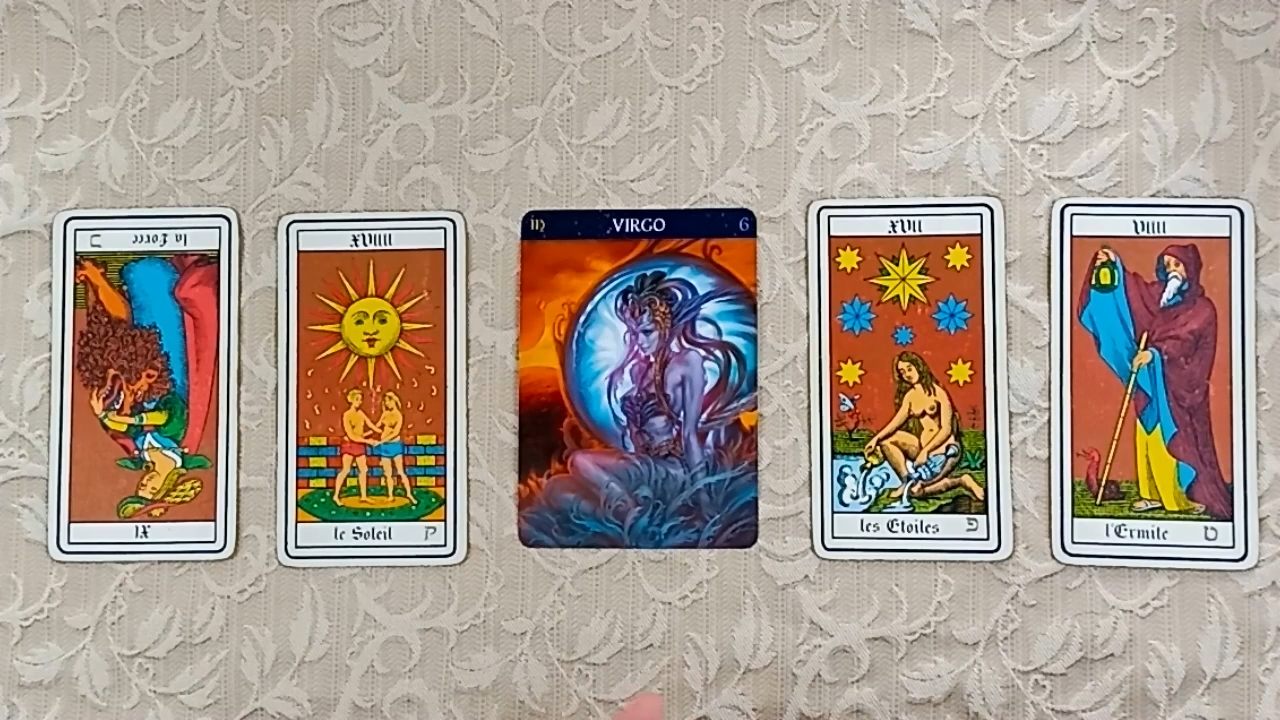 XI
la Force כ
XVIIII
le Soleil ק
♍ VIRGO 6
XVII
les Etoiles פ
VIIII
l'Ermite ט